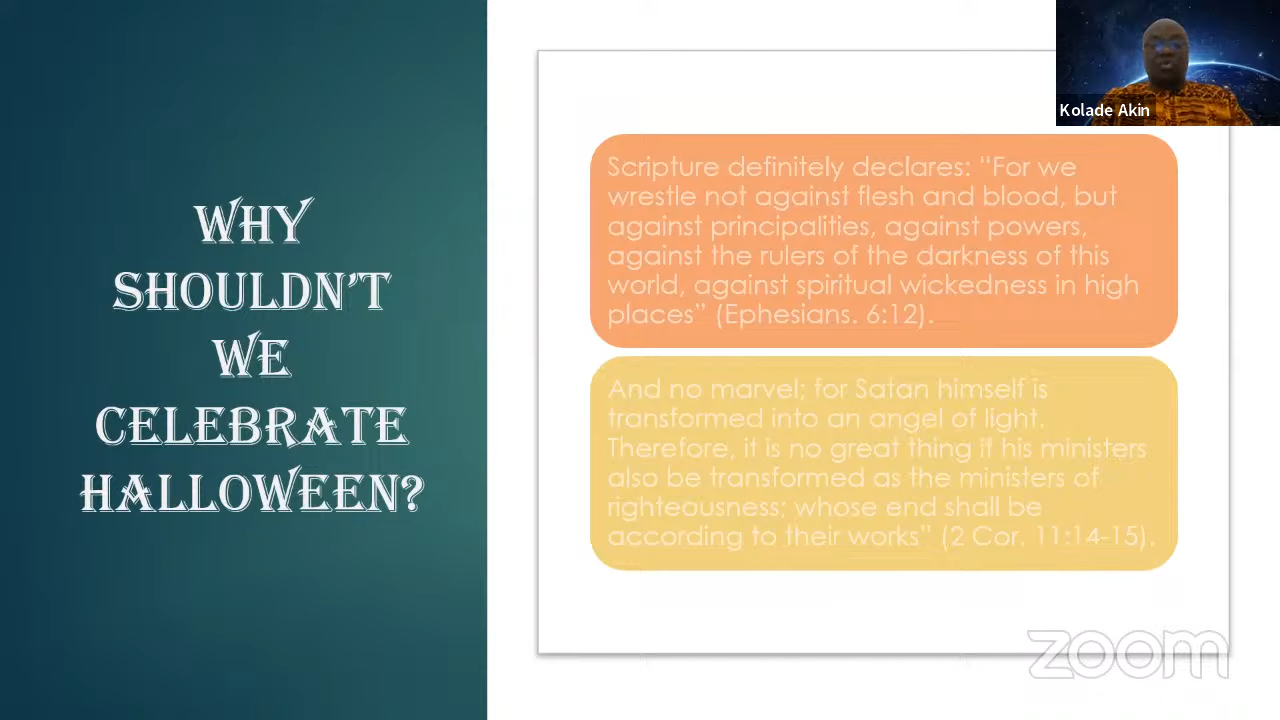 WHY
SHOULDN'T
WE
CELEBRATE
HALLOWEEN?
Scripture definitely declares: “For we
wrestle not against flesh and blood, but
against principalities, against powers,
against the rulers of the darkness of this
world, against spiritual wickedness in high
places” (Ephesians. 6:12).
And no marvel; for Satan himself is
transformed into an angel of light.
Therefore, it is no great thing if his ministers
also be transformed as the ministers of
righteousness; whose end shall be
according to their works” (2 Cor. 11:14-15).
Kolade Akin
zoom